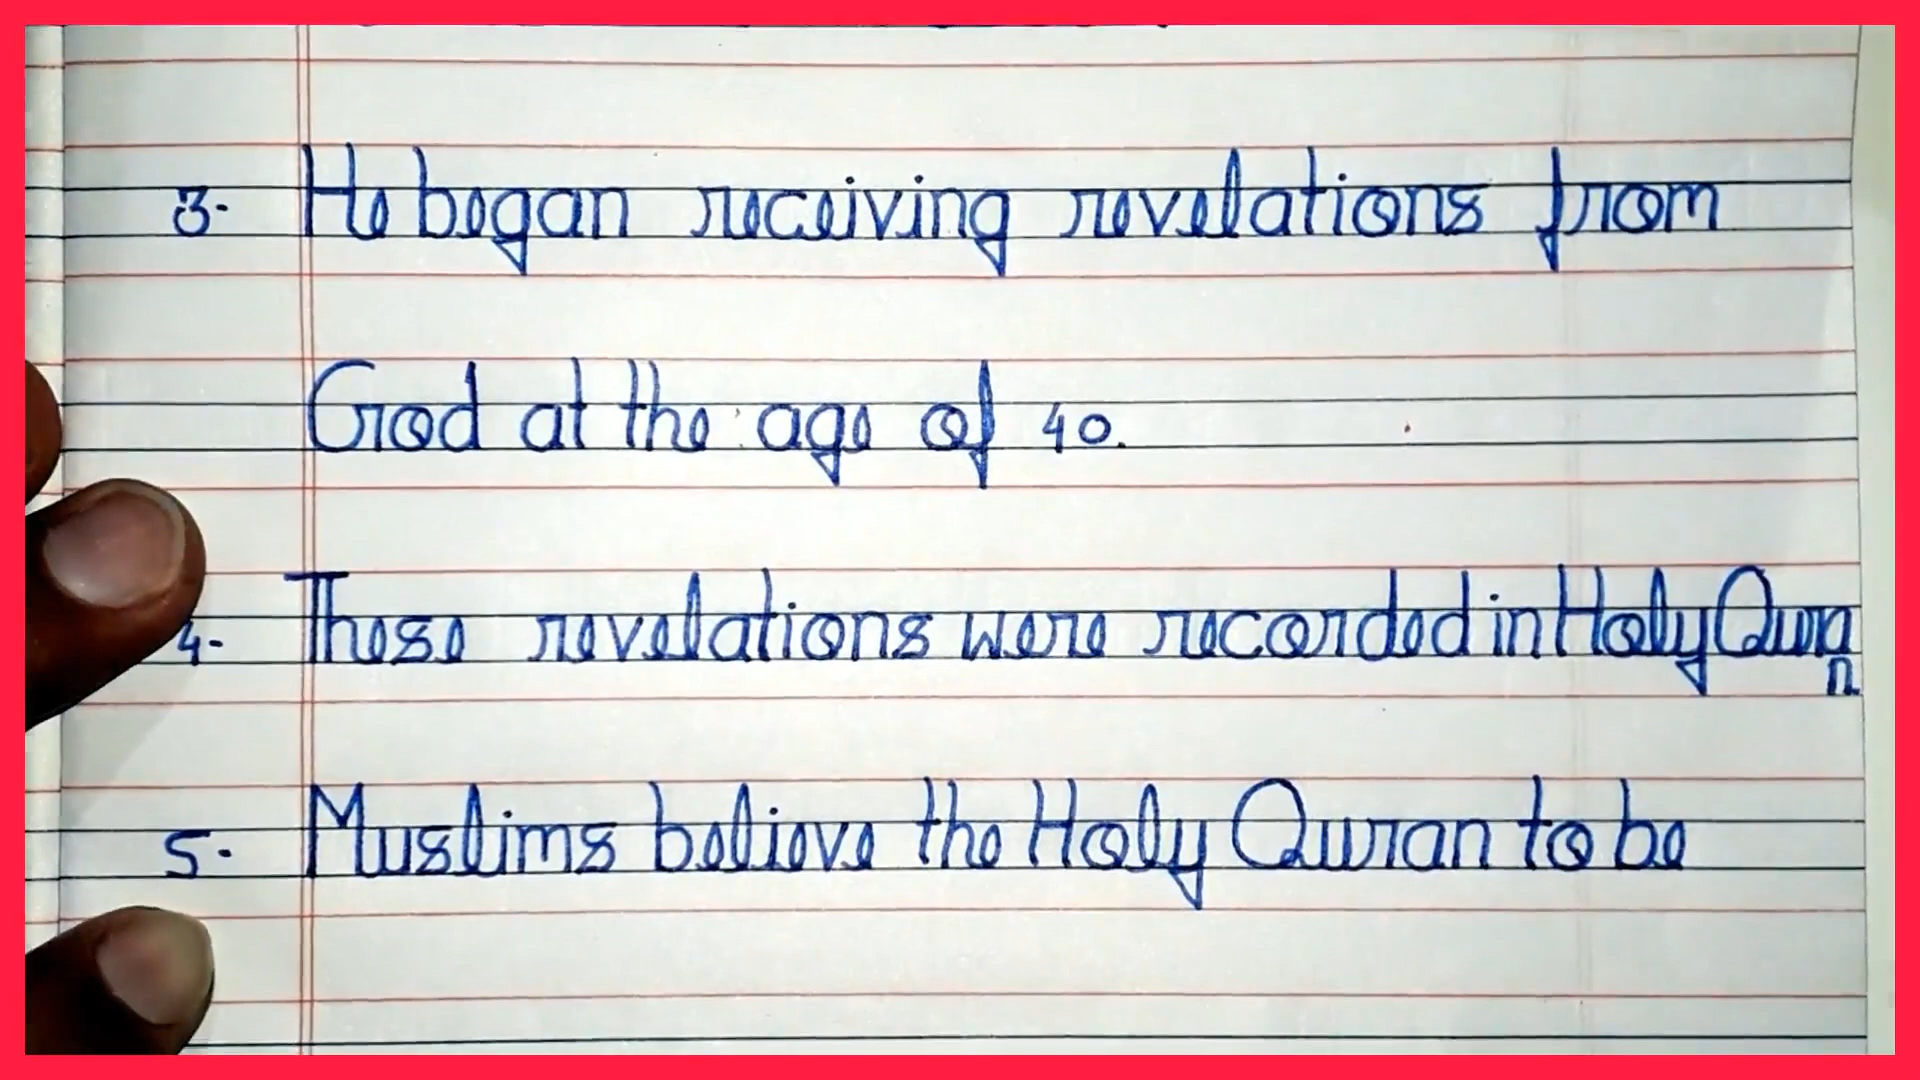 3. He began receiving revelations from
God at the age of 40.
4. These revelations were recorded in Holy Quran
5. Muslims believe the Holy Quran to be